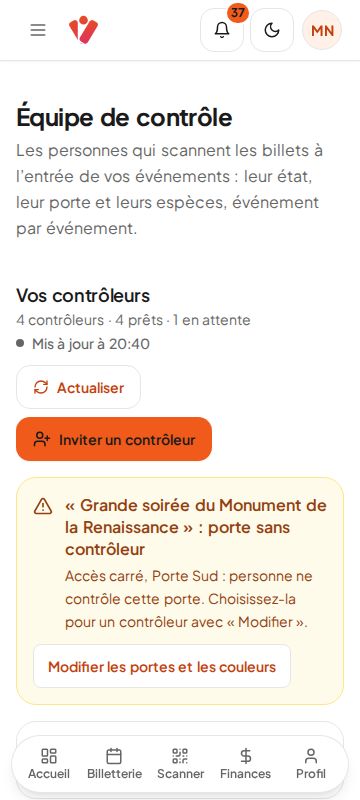 37
MN
Équipe de contrôle
Les personnes qui scannent les billets à
l'entrée de vos événements : leur état,
leur porte et leurs espèces, événement
par événement.
Vos contrôleurs
4 contrôleurs · 4 prêts · 1 en attente
Mis à jour à 20:40
Actualiser
Inviter un contrôleur
« Grande soirée du Monument de
la Renaissance » : porte sans
contrôleur
Accès carré, Porte Sud : personne ne
contrôle cette porte. Choisissez-la
pour un contrôleur avec « Modifier ».
Modifier les portes et les couleurs
Accueil
Billetterie
Scanner
Finances
Profil